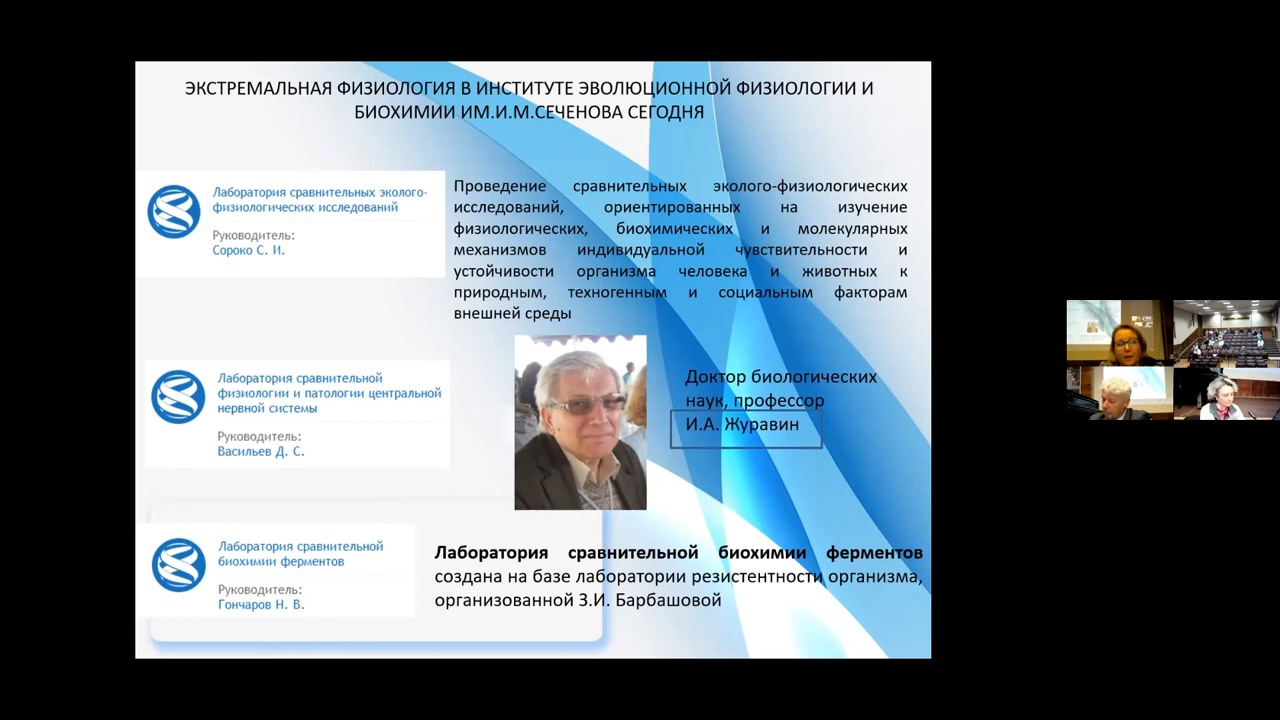 ЭКСТРЕМАЛЬНАЯ ФИЗИОЛОГИЯ В ИНСТИТУТЕ ЭВОЛЮЦИОННОЙ ФИЗИОЛОГИИ И
БИОХИМИИ ИМ.И.М.СЕЧЕНОВА СЕГОДНЯ
Лаборатория сравнительных эколого-
физиологических исследований
Руководитель:
Сороко С. И.
Проведение сравнительных эколого-физиологических
исследований, ориентированных на изучение
физиологических, биохимических и молекулярных
механизмов индивидуальной чувствительности и
устойчивости организма человека и животных к
природным, техногенным и социальным факторам
внешней среды
Лаборатория сравнительной
физиологии и патологии центральной
нервной системы
Руководитель:
Васильев Д. С.
Доктор биологических
наук, профессор
И.А. Журавин
Лаборатория сравнительной
биохимии ферментов
Руководитель:
Гончаров Н. В.
Лаборатория сравнительной биохимии ферментов
создана на базе лаборатории резистентности организма,
организованной З.И. Барбашовой